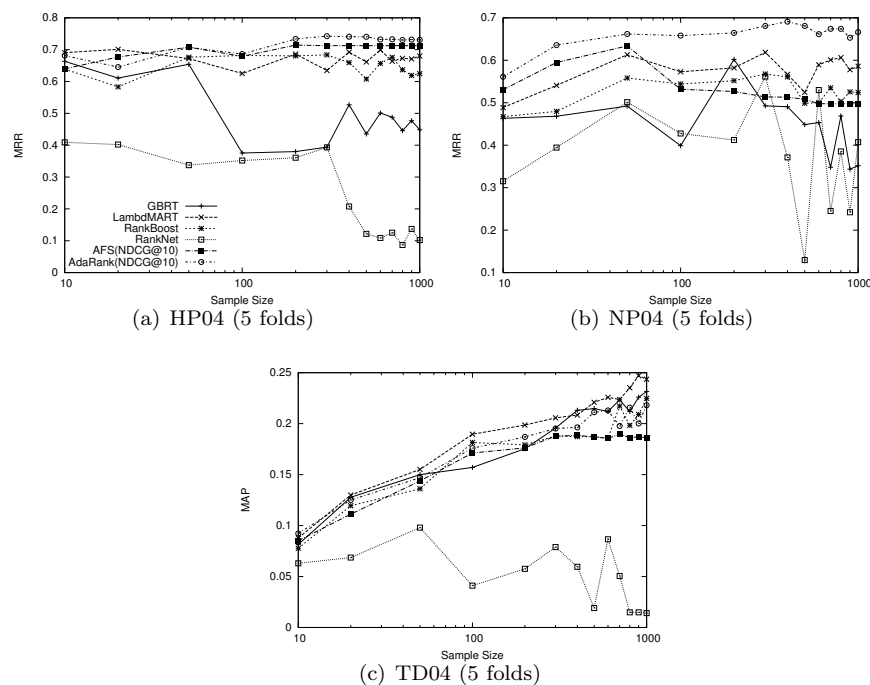 0.8
0.7
0.6
0.5
0.4
0.3
0.2
0.1
0
MRR
GBRT
LambdMART
RankBoost
RankNet
AFS(NDCG@10)
AdaRank(NDCG@10)
10
100
1000
Sample Size
(a) HP04 (5 folds)
0.7
0.6
0.5
0.4
0.3
0.2
0.1
MRR
10
100
1000
Sample Size
(b) NP04 (5 folds)
0.25
0.2
0.15
0.1
0.05
0
MAP
10
100
1000
Sample Size
(c) TD04 (5 folds)